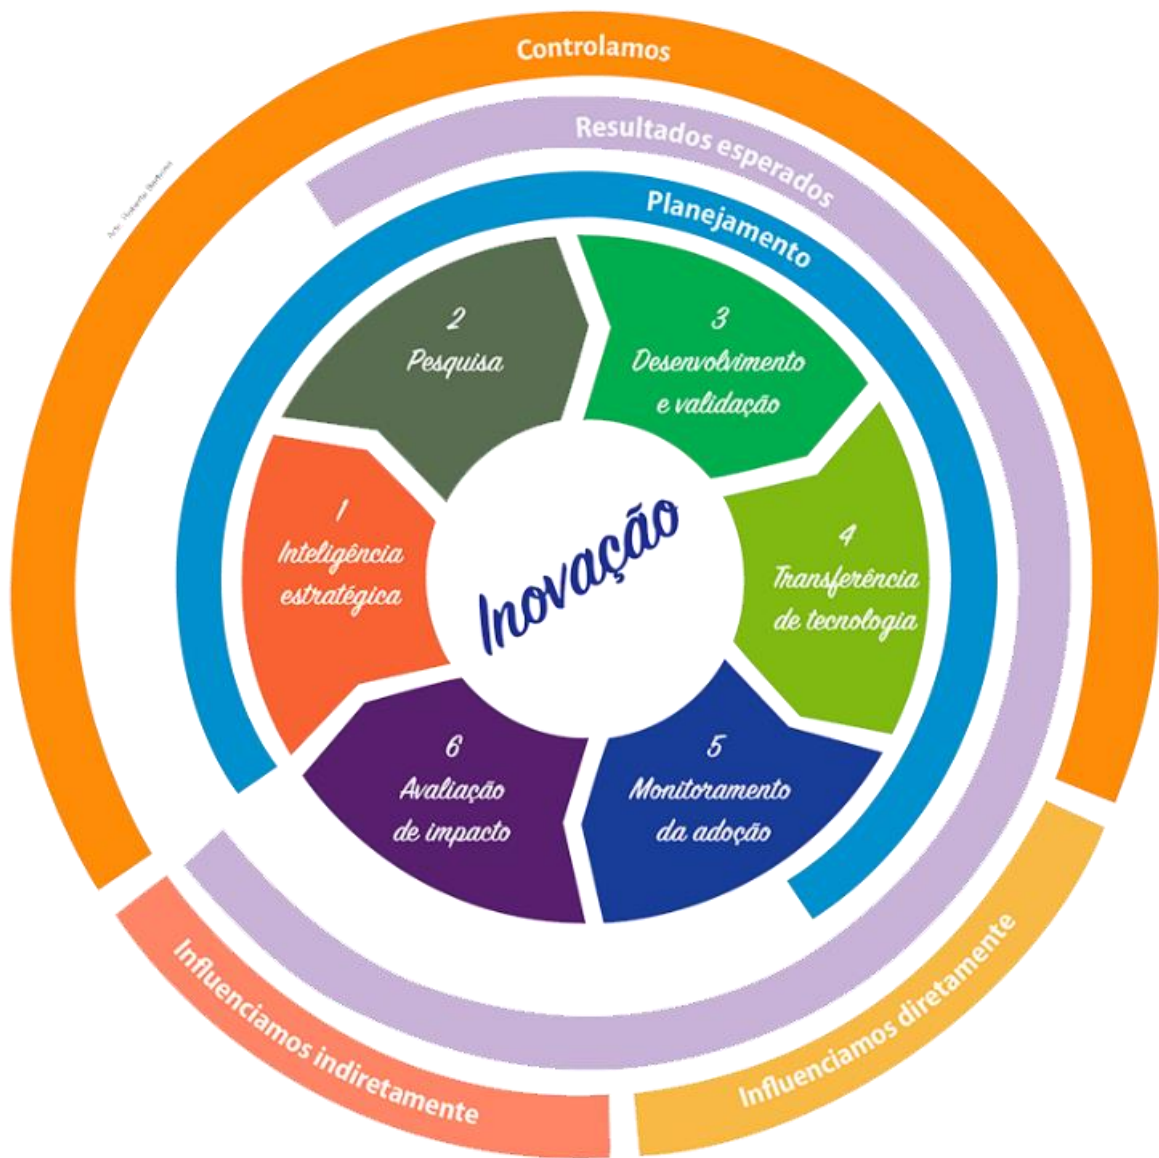 Controlamos
Resultados esperados
Planejamento
2
Pesquisa
3
Desenvolvimento
e validação
1
Inteligência
estratégica
Inovação
4
Transferência
de tecnologia
6
Avaliação
de impacto
5
Monitoramento
da adoção
Influenciamos indiretamente
Influenciamos diretamente